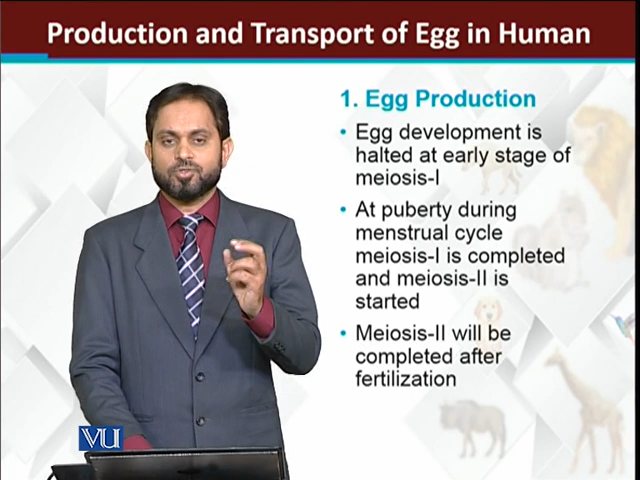 Production and Transport of Egg in Human
1. Egg Production
• Egg development is
halted at early stage of
meiosis-I
• At puberty during
menstrual cycle
meiosis-I is completed
and meiosis-II is
started
• Meiosis-II will be
completed after
fertilization
VU